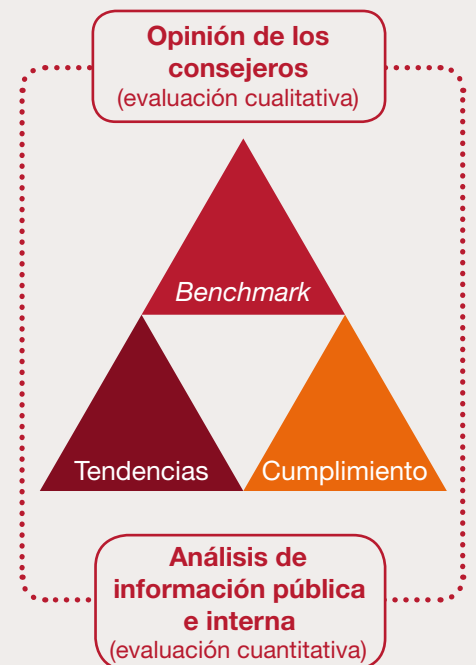 Opinión de los
consejeros
(evaluación cualitativa)
Benchmark
Tendencias
Cumplimiento
Análisis de
información pública
e interna
(evaluación cuantitativa)